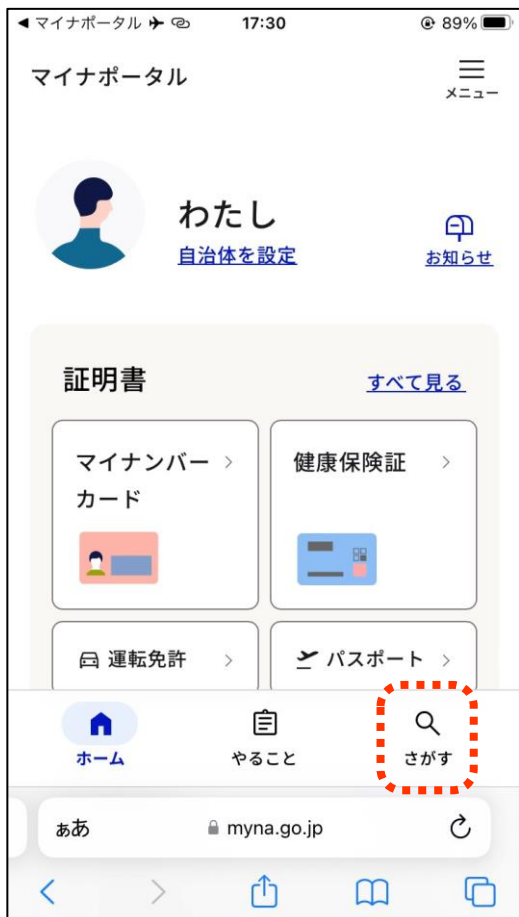 ◀ マイナポータル 17:30 89%
マイナポータル
メニュー
わたし
自治体を設定
お知らせ
証明書
すべて見る
マイナンバー
カード
健康保険証
運転免許
パスポート
ホーム
やること
さがす
ぁあ myna.go.jp